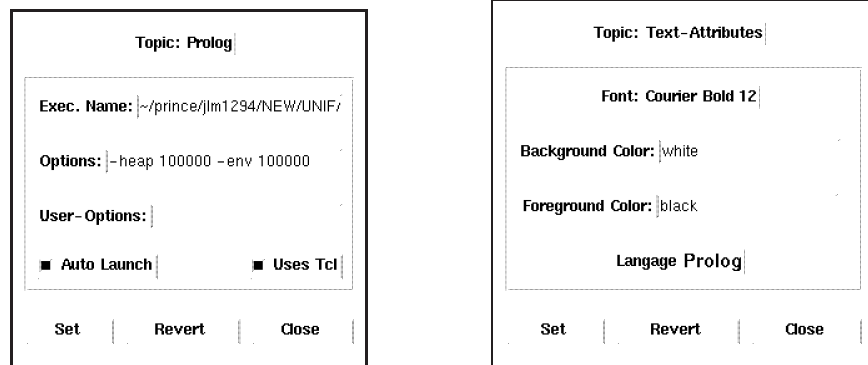 Topic: Prolog
Exec. Name: ~/prince/jlm1294/NEW/UNIF/
Options: -heap 100000 -env 100000
User-Options:
Auto Launch Uses Tcl
Set Revert Close
Topic: Text-Attributes
Font: Courier Bold 12
Background Color: white
Foreground Color: black
Langage Prolog
Set Revert Close